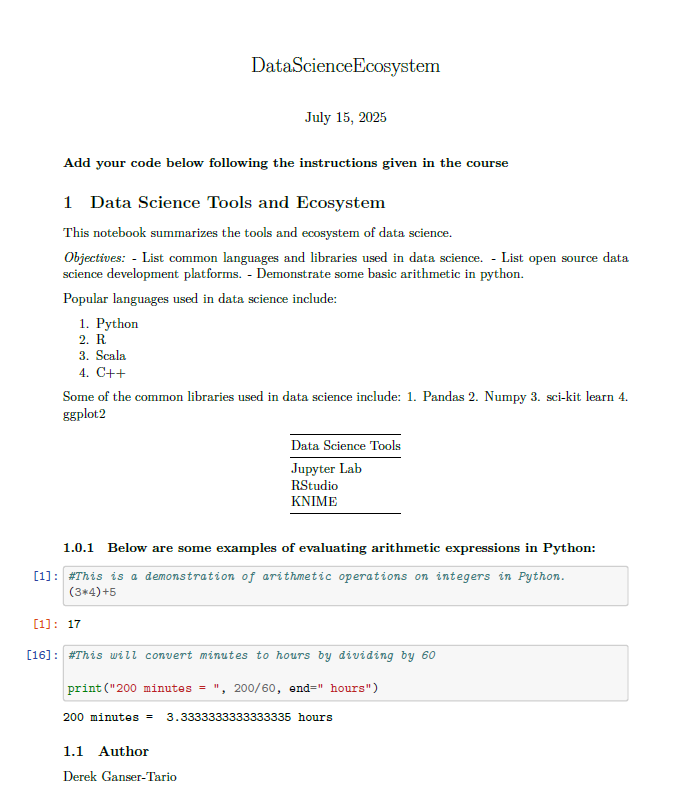 DataScienceEcosystem
July 15, 2025
Add your code below following the instructions given in the course
1 Data Science Tools and Ecosystem
This notebook summarizes the tools and ecosystem of data science.
Objectives: - List common languages and libraries used in data science. - List open source data
science development platforms. - Demonstrate some basic arithmetic in python.
Popular languages used in data science include:
1. Python
2. R
3. Scala
4. C++
Some of the common libraries used in data science include: 1. Pandas 2. Numpy 3. sci-kit learn 4.
ggplot2
Data Science Tools
Jupyter Lab
RStudio
KNIME
1.0.1 Below are some examples of evaluating arithmetic expressions in Python:
[1]: #This is a demonstration of arithmetic operations on integers in Python.
(3*4)+5
[1]: 17
[16]: #This will convert minutes to hours by dividing by 60
print("200 minutes = ", 200/60, end=" hours")
200 minutes =  3.3333333333333335 hours
1.1 Author
Derek Ganser-Tario